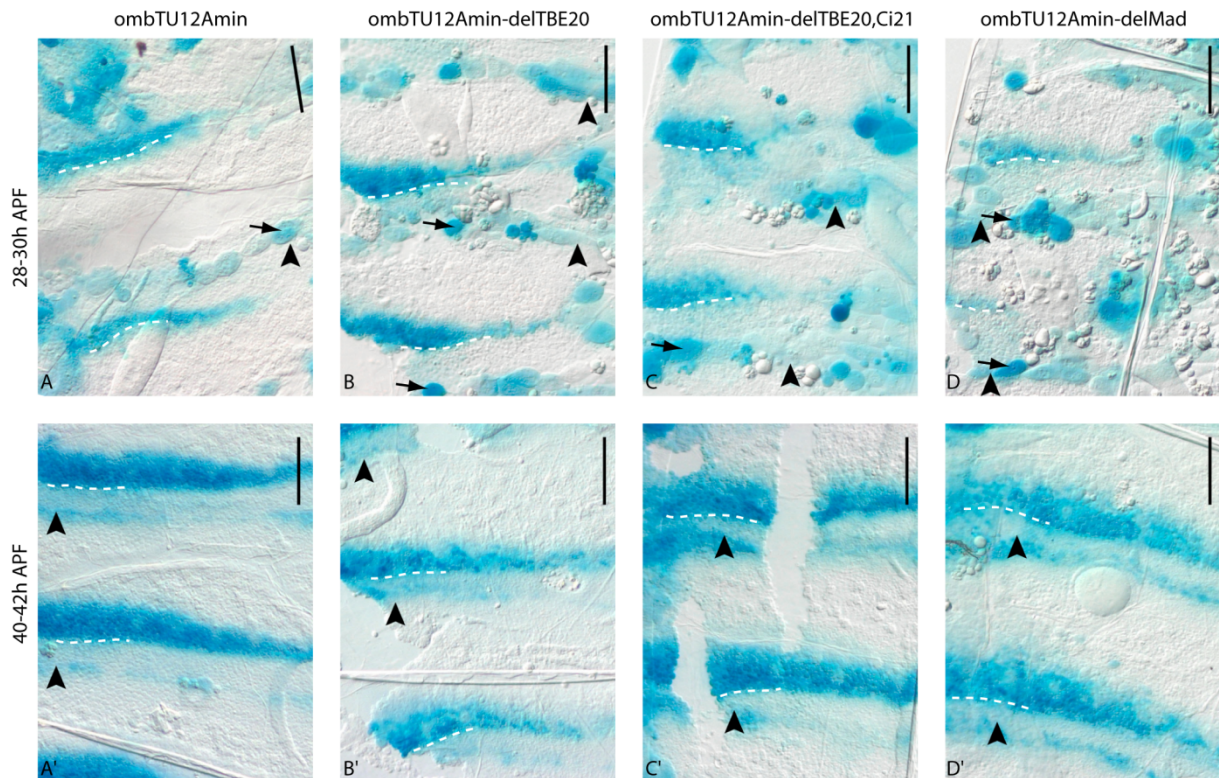 ombTU12Amin
ombTU12Amin-delTBE20
ombTU12Amin-delTBE20,Ci21
ombTU12Amin-delMad
28-30h APF
A
B
C
D
40-42h APF
A'
B'
C'
D'